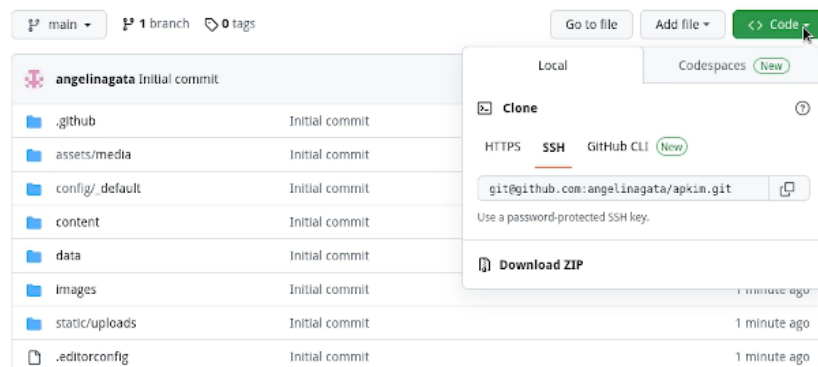 main 1 branch 0 tags Go to file Add file <> Code
angelinagata Initial commit
Local Codespaces New
Clone
HTTPS SSH GitHub CLI New
git@github.com:angelinagata/apkim.git
Use a password-protected SSH key.
Download ZIP
.github Initial commit
assets/media Initial commit
config/_default Initial commit
content Initial commit
data Initial commit
images Initial commit 1 minute ago
static/uploads Initial commit 1 minute ago
.editorconfig Initial commit 1 minute ago